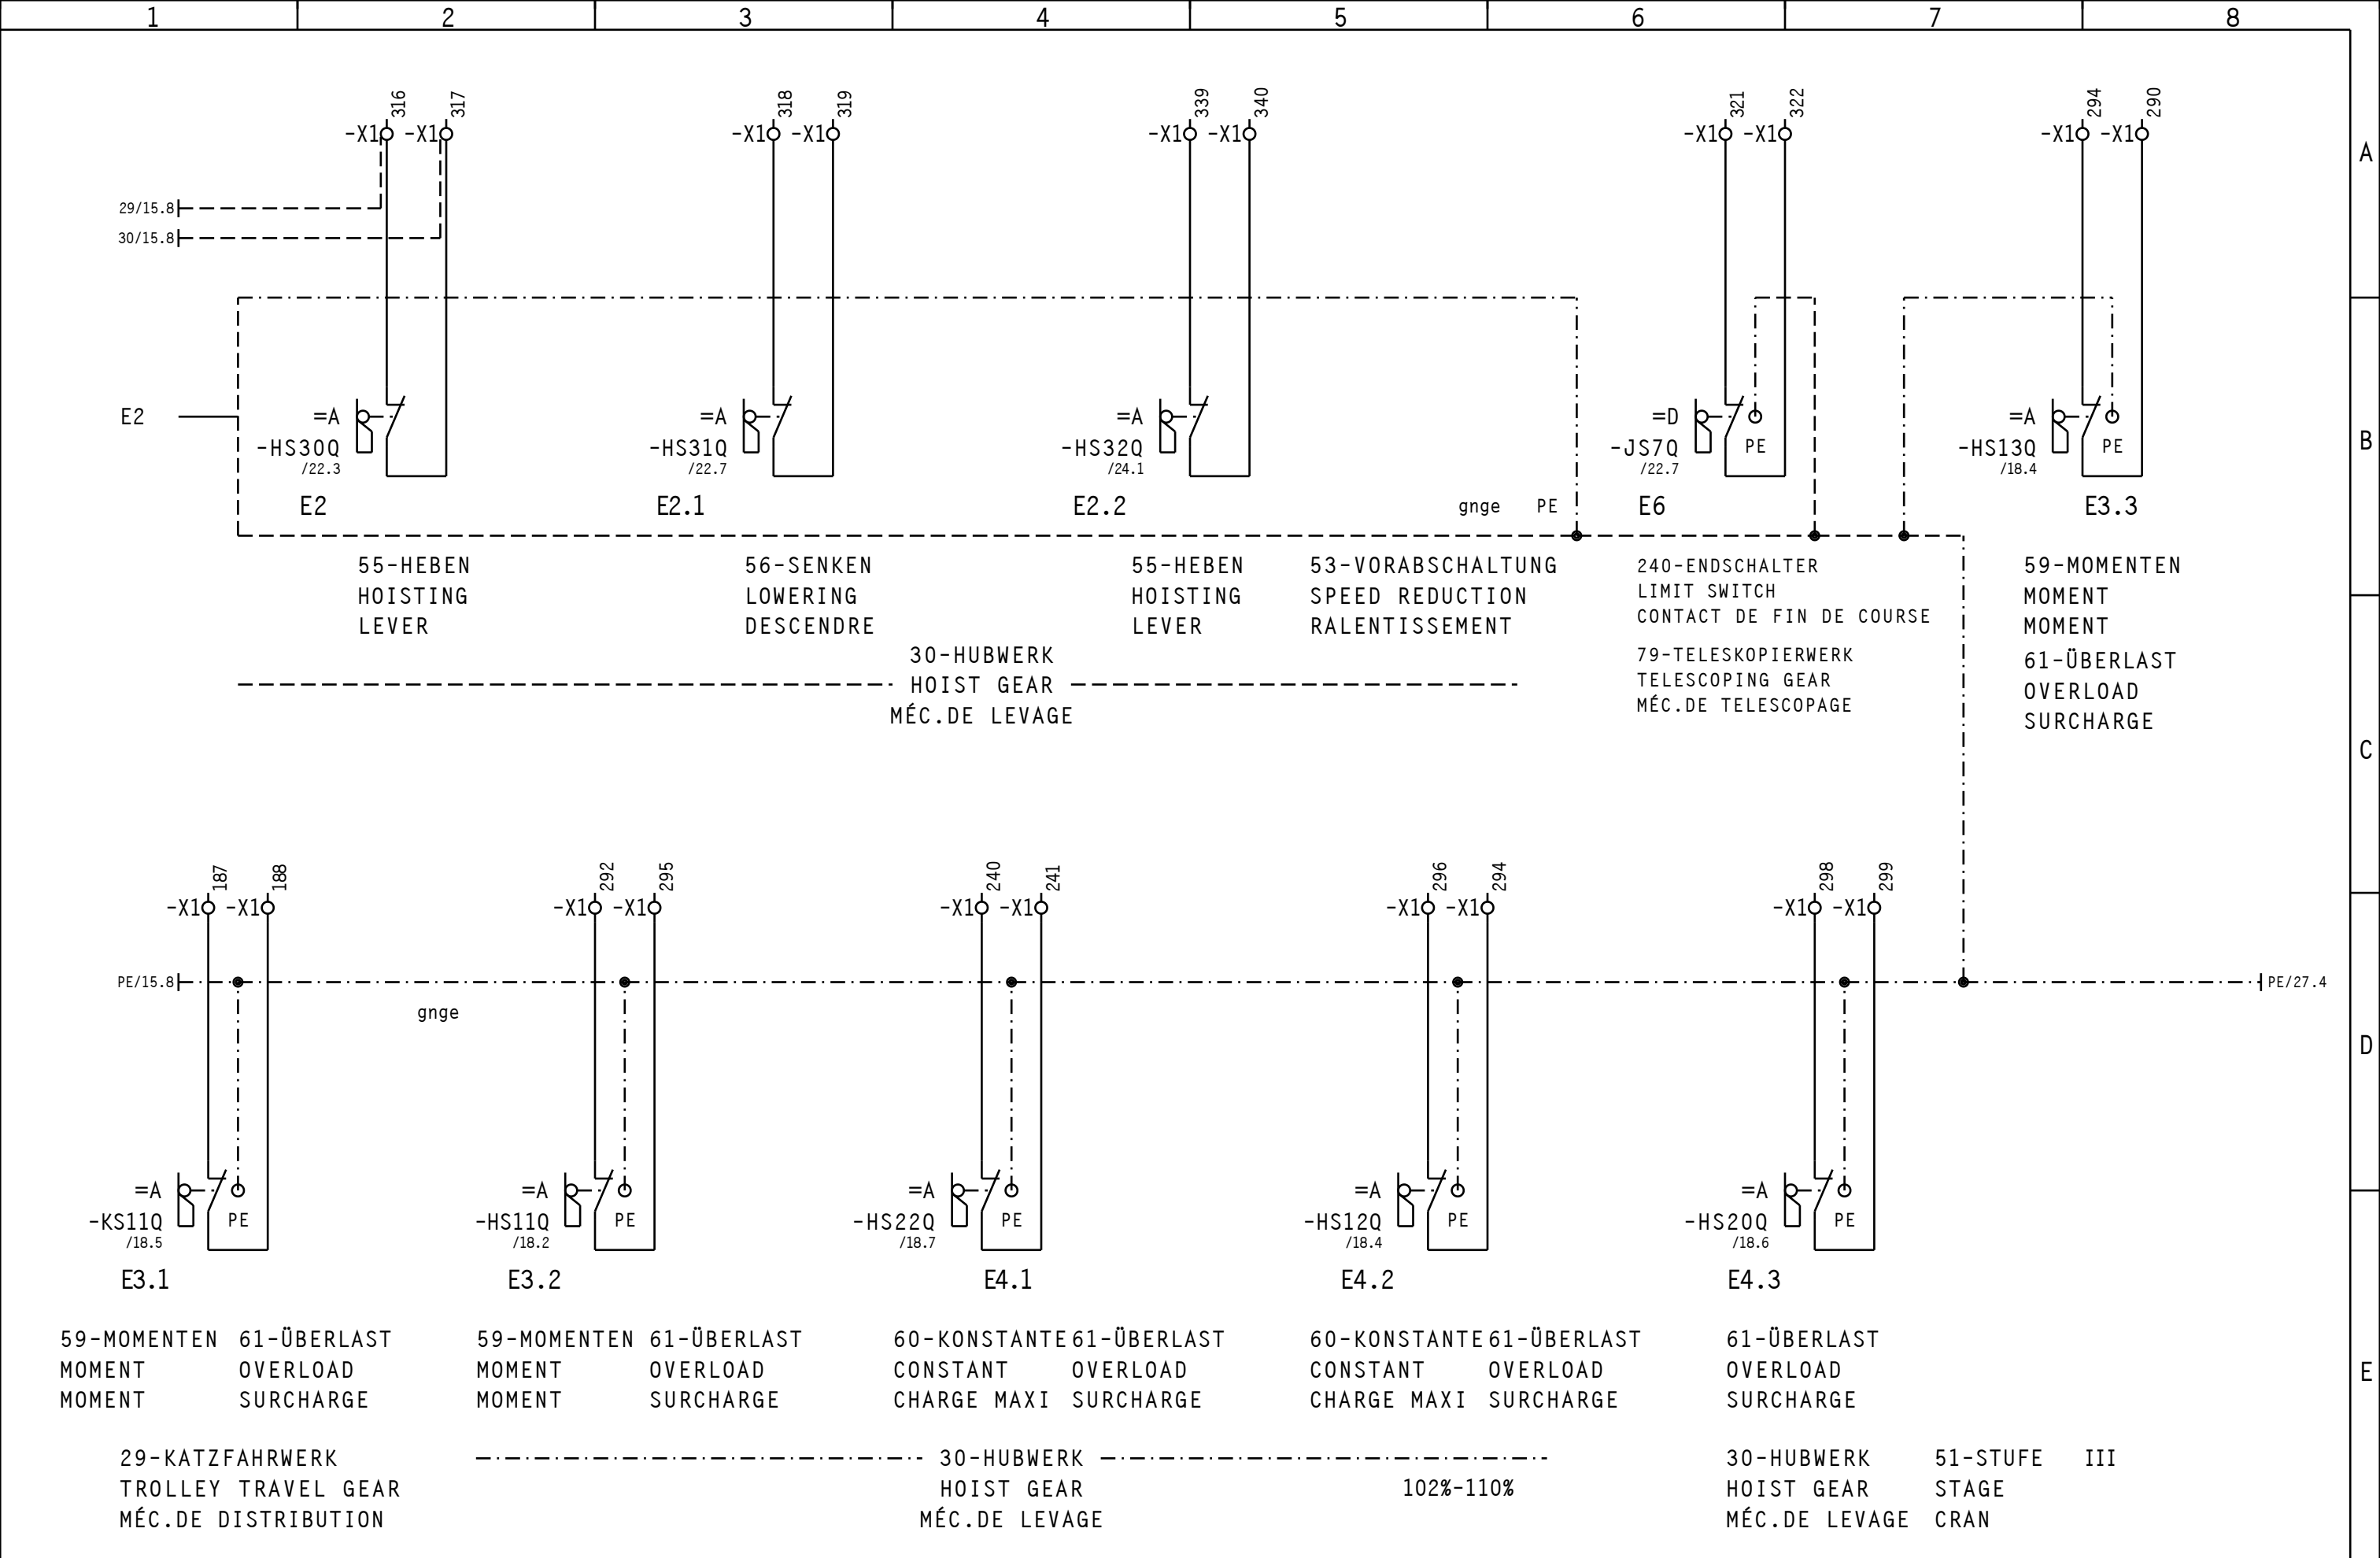 1 2 3 4 5 6 7 8
316 317 318 319 339 340 321 322 294 290
-X1 -X1 -X1 -X1 -X1 -X1 -X1 -X1 -X1 -X1
A
29/15.8
30/15.8
E2 =A =A =A =D =A
B
-HS30Q -HS31Q -HS32Q -JS7Q PE -HS13Q PE
/22.3 /22.7 /24.1 /22.7 /18.4
E2 E2.1 E2.2 gnge PE E6 E3.3
55-HEBEN 56-SENKEN 55-HEBEN 53-VORABSCHALTUNG 240-ENDSCHALTER 59-MOMENTEN
HOISTING LOWERING HOISTING SPEED REDUCTION LIMIT SWITCH MOMENT
LEVER DESCENDRE LEVER RALENTISSEMENT CONTACT DE FIN DE COURSE MOMENT
30-HUBWERK 79-TELESKOPIERWERK 61-ÜBERLAST
HOIST GEAR TELESCOPING GEAR OVERLOAD
MÉC.DE LEVAGE MÉC.DE TELESCOPAGE SURCHARGE
C
187 188 292 295 240 241 296 294 298 299
-X1 -X1 -X1 -X1 -X1 -X1 -X1 -X1 -X1 -X1
PE/15.8 PE/27.4
gnge
D
=A =A =A =A =A
-KS11Q PE -HS11Q PE -HS22Q PE -HS12Q PE -HS20Q PE
/18.5 /18.2 /18.7 /18.4 /18.6
E3.1 E3.2 E4.1 E4.2 E4.3
59-MOMENTEN 61-ÜBERLAST 59-MOMENTEN 61-ÜBERLAST 60-KONSTANTE 61-ÜBERLAST 60-KONSTANTE 61-ÜBERLAST 61-ÜBERLAST
MOMENT OVERLOAD MOMENT OVERLOAD CONSTANT OVERLOAD CONSTANT OVERLOAD OVERLOAD
E
MOMENT SURCHARGE MOMENT SURCHARGE CHARGE MAXI SURCHARGE CHARGE MAXI SURCHARGE SURCHARGE
29-KATZFAHRWERK 30-HUBWERK 30-HUBWERK 51-STUFE III
TROLLEY TRAVEL GEAR HOIST GEAR 102%-110% HOIST GEAR STAGE
MÉC.DE DISTRIBUTION MÉC.DE LEVAGE MÉC.DE LEVAGE CRAN